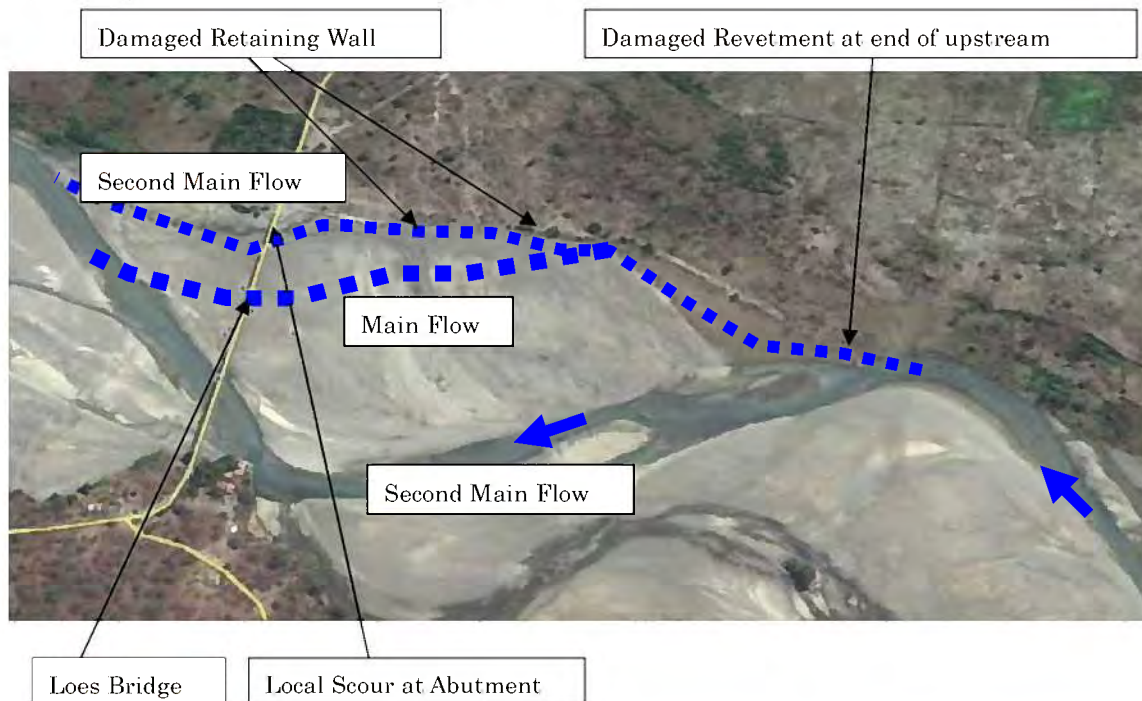 Damaged Retaining Wall
Damaged Revetment at end of upstream
Second Main Flow
Main Flow
Second Main Flow
Loes Bridge
Local Scour at Abutment